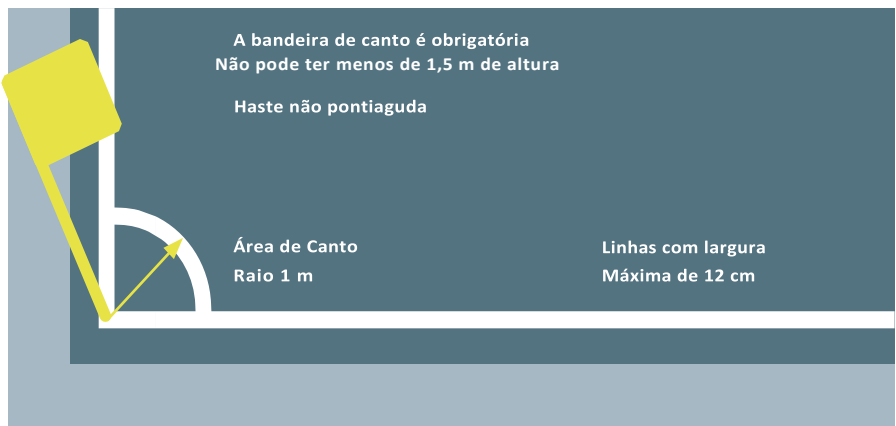 A bandeira de canto é obrigatória
Não pode ter menos de 1,5 m de altura
Haste não pontiaguda
Área de Canto
Raio 1 m
Linhas com largura
Máxima de 12 cm